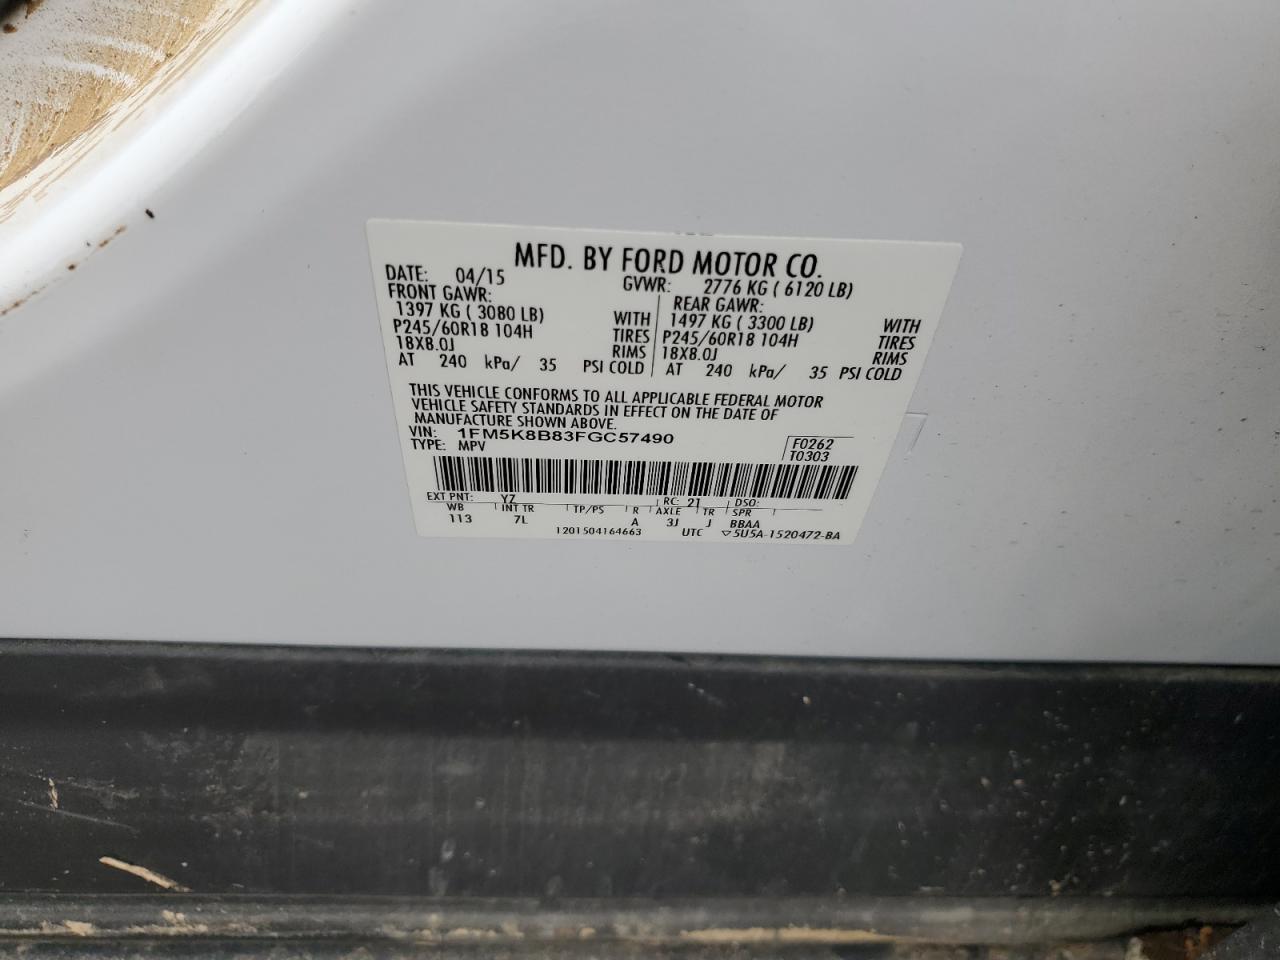 MFD. BY FORD MOTOR CO.
DATE: 04/15 GVWR: 2776 KG ( 6120 LB)
FRONT GAWR: REAR GAWR:
1397 KG ( 3080 LB) WITH 1497 KG ( 3300 LB) WITH
P245/60R18 104H TIRES P245/60R18 104H TIRES
18X8.0J RIMS 18X8.0J RIMS
AT 240 kPa/ 35 PSI COLD AT 240 kPa/ 35 PSI COLD
THIS VEHICLE CONFORMS TO ALL APPLICABLE FEDERAL MOTOR
VEHICLE SAFETY STANDARDS IN EFFECT ON THE DATE OF
MANUFACTURE SHOWN ABOVE.
VIN: 1FM5K8B83FGC57490 F0262
TYPE: MPV T0303
EXT PNT: YZ RC: 21 DSO:
WB INT TR TP/PS R AXLE TR SPR
113 7L A 3J J BBAA
1201504164663 UTC ▽5U5A-1520472-BA